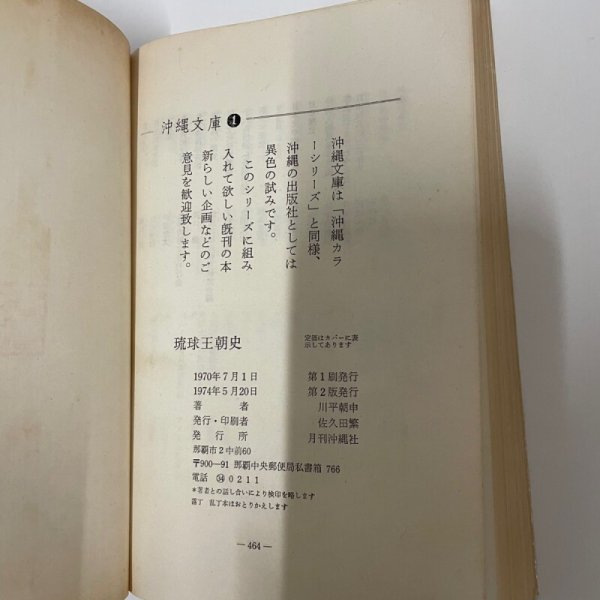 沖縄文庫 1
沖縄文庫は「沖縄カラ
ーシリーズ」と同様、
沖縄の出版社としては
異色の試みです。
このシリーズに組み
入れて欲しい既刊の本
新らしい企画などのご
意見を歓迎致します。
琉球王朝史
定価はカバーに表
示してあります
1970年7月1日 第1刷発行
1974年5月20日 第2版発行
著者 川平朝申
発行・印刷者 佐久田繁
発行所 月刊沖縄社
那覇市2中前60
〒900-91 那覇中央郵便局私書箱 766
電話 ㉞ 0211
*著者との話し合いにより検印を略します
落丁 乱丁本はおとりかえします
— 464 —